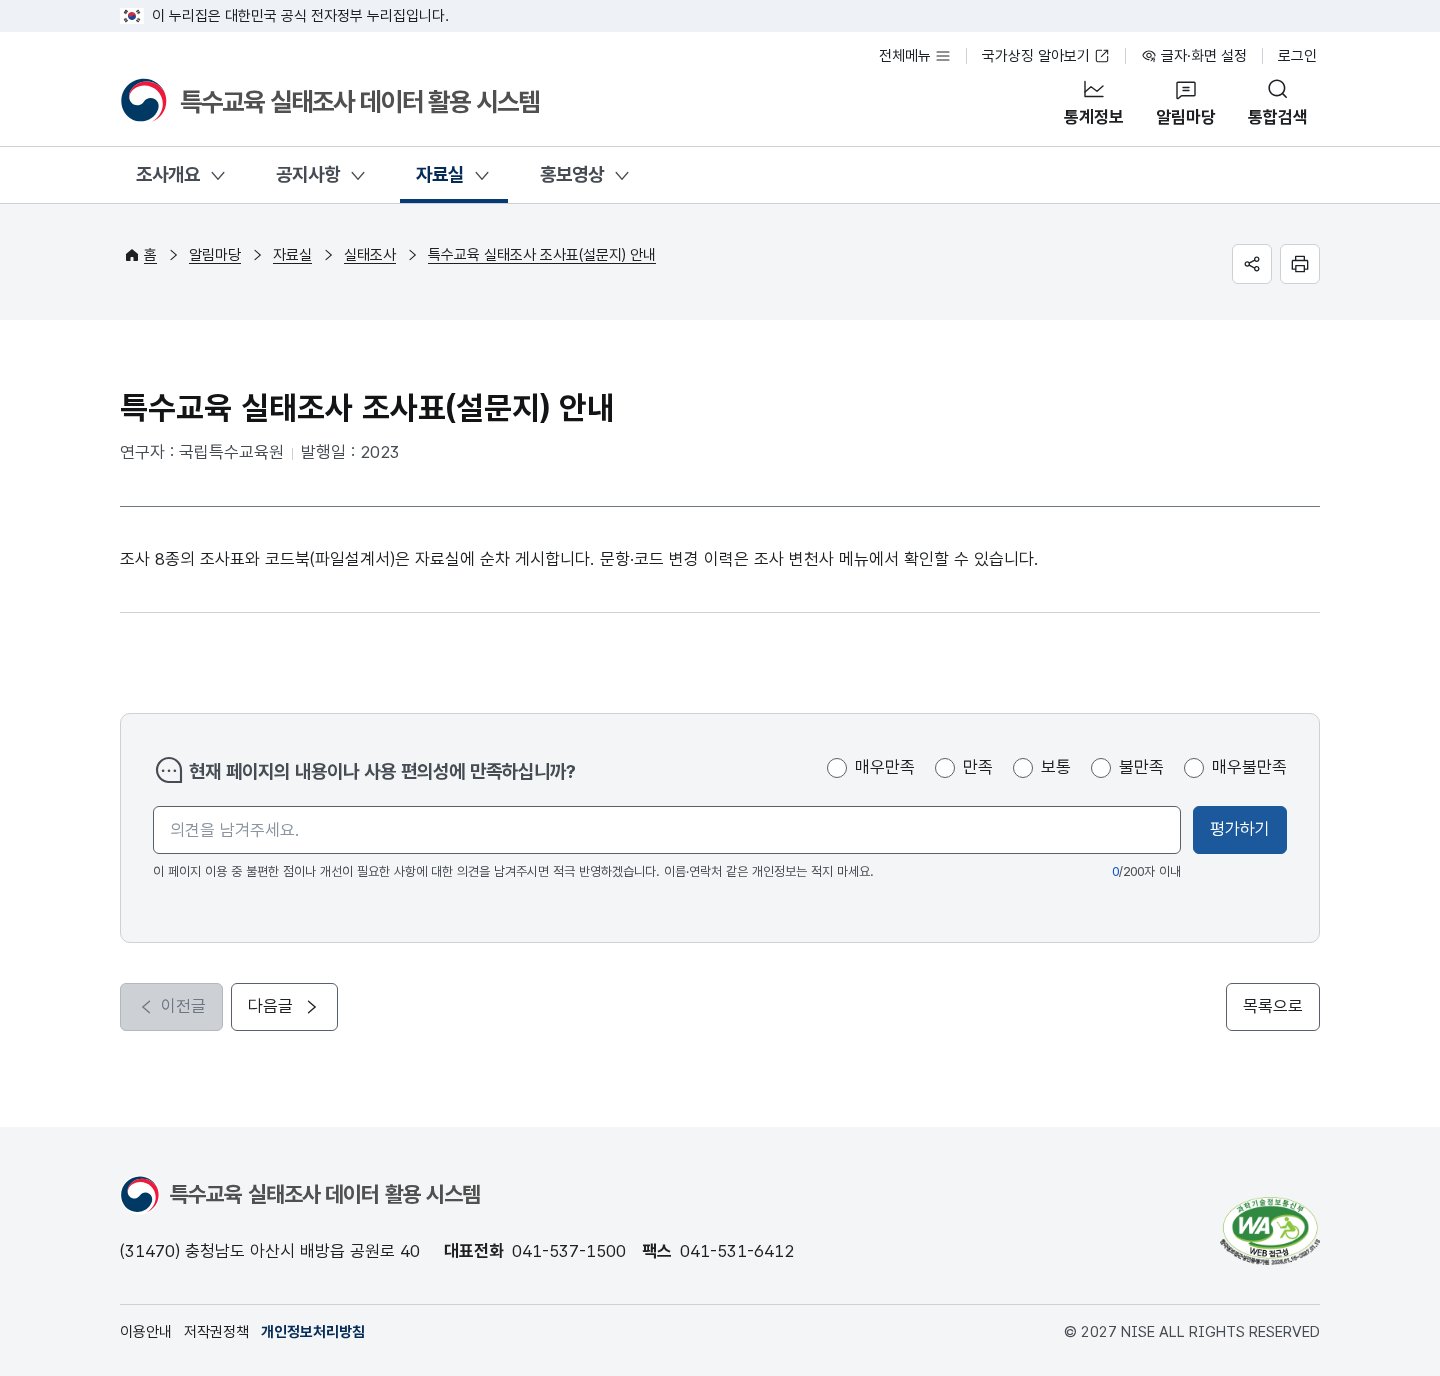 이 누리집은 대한민국 공식 전자정부 누리집입니다.
전체메뉴
국가상징 알아보기
글자·화면 설정
로그인
특수교육 실태조사 데이터 활용 시스템
통계정보
알림마당
통합검색
조사개요
공지사항
자료실
홍보영상
홈 > 알림마당 > 자료실 > 실태조사 > 특수교육 실태조사 조사표(설문지) 안내
특수교육 실태조사 조사표(설문지) 안내
연구자 : 국립특수교육원 | 발행일 : 2023
조사 8종의 조사표와 코드북(파일설계서)은 자료실에 순차 게시합니다. 문항·코드 변경 이력은 조사 변천사 메뉴에서 확인할 수 있습니다.
현재 페이지의 내용이나 사용 편의성에 만족하십니까?
매우만족
만족
보통
불만족
매우불만족
의견을 남겨주세요.
평가하기
이 페이지 이용 중 불편한 점이나 개선이 필요한 사항에 대한 의견을 남겨주시면 적극 반영하겠습니다. 이름·연락처 같은 개인정보는 적지 마세요.
0/200자 이내
이전글
다음글
목록으로
특수교육 실태조사 데이터 활용 시스템
(31470) 충청남도 아산시 배방읍 공원로 40 대표전화 041-537-1500 팩스 041-531-6412
과학기술정보통신부
WA
WEB 접근성
이용안내 저작권정책 개인정보처리방침
© 2027 NISE ALL RIGHTS RESERVED